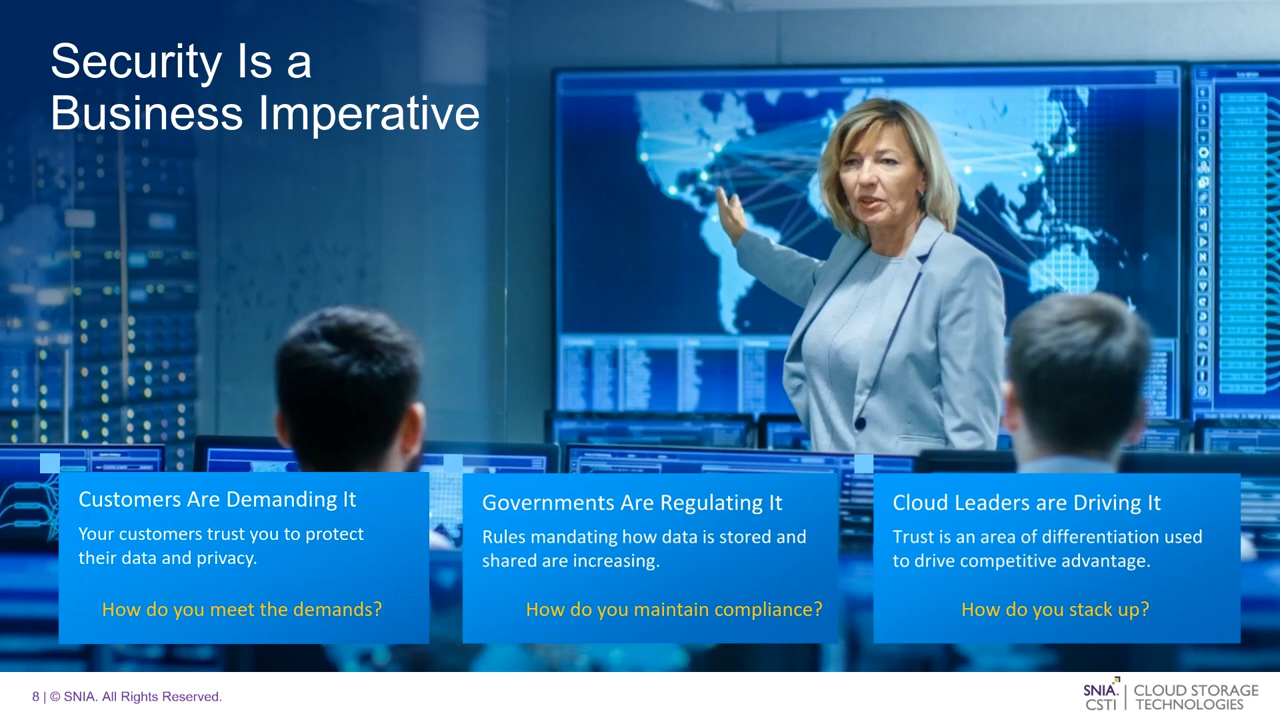 Security Is a
Business Imperative
Customers Are Demanding It
Your customers trust you to protect
their data and privacy.
How do you meet the demands?
Governments Are Regulating It
Rules mandating how data is stored and
shared are increasing.
How do you maintain compliance?
Cloud Leaders are Driving It
Trust is an area of differentiation used
to drive competitive advantage.
How do you stack up?
8 | © SNIA. All Rights Reserved.
SNIA. | CLOUD STORAGE
CSTI | TECHNOLOGIES